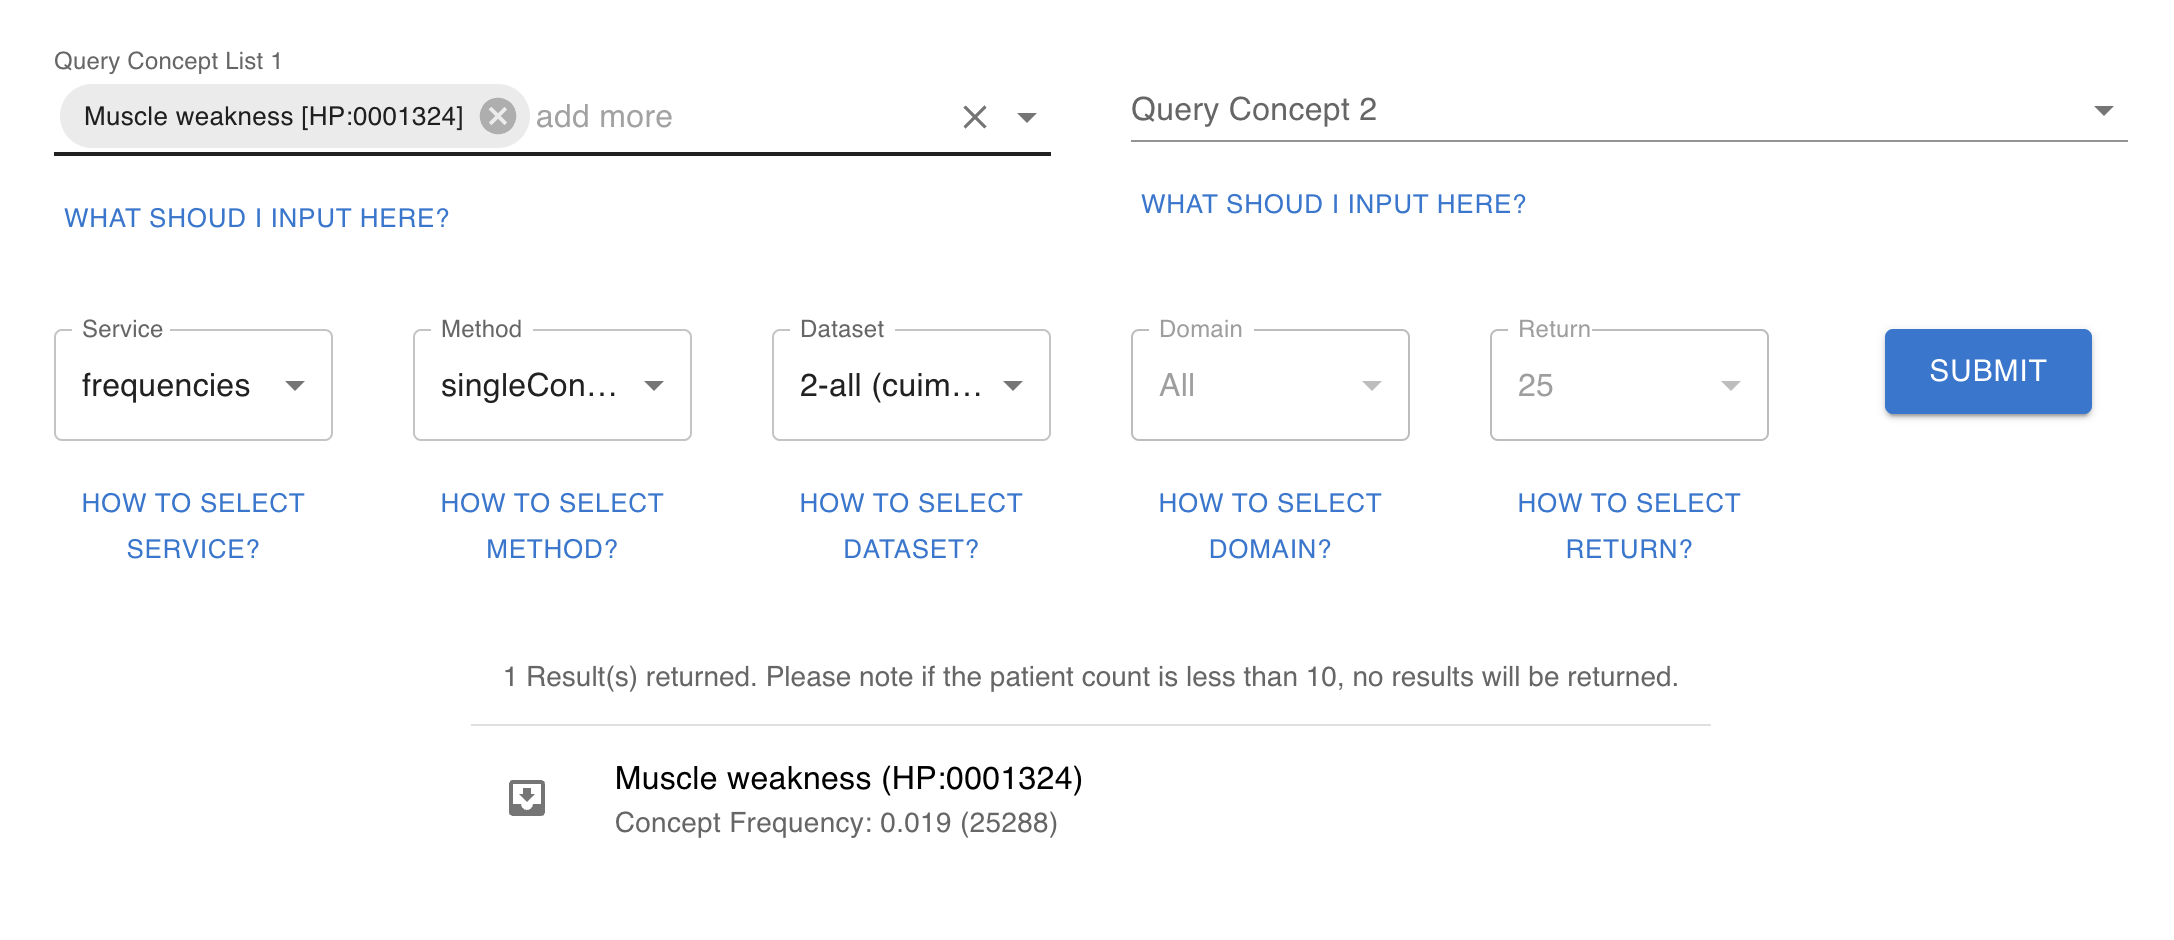 Query Concept List 1
Muscle weakness [HP:0001324] add more
Query Concept 2
WHAT SHOUD I INPUT HERE?
WHAT SHOUD I INPUT HERE?
Service
frequencies
Method
singleCon...
Dataset
2-all (cuim...
Domain
All
Return
25
SUBMIT
HOW TO SELECT
SERVICE?
HOW TO SELECT
METHOD?
HOW TO SELECT
DATASET?
HOW TO SELECT
DOMAIN?
HOW TO SELECT
RETURN?
1 Result(s) returned. Please note if the patient count is less than 10, no results will be returned.
Muscle weakness (HP:0001324)
Concept Frequency: 0.019 (25288)